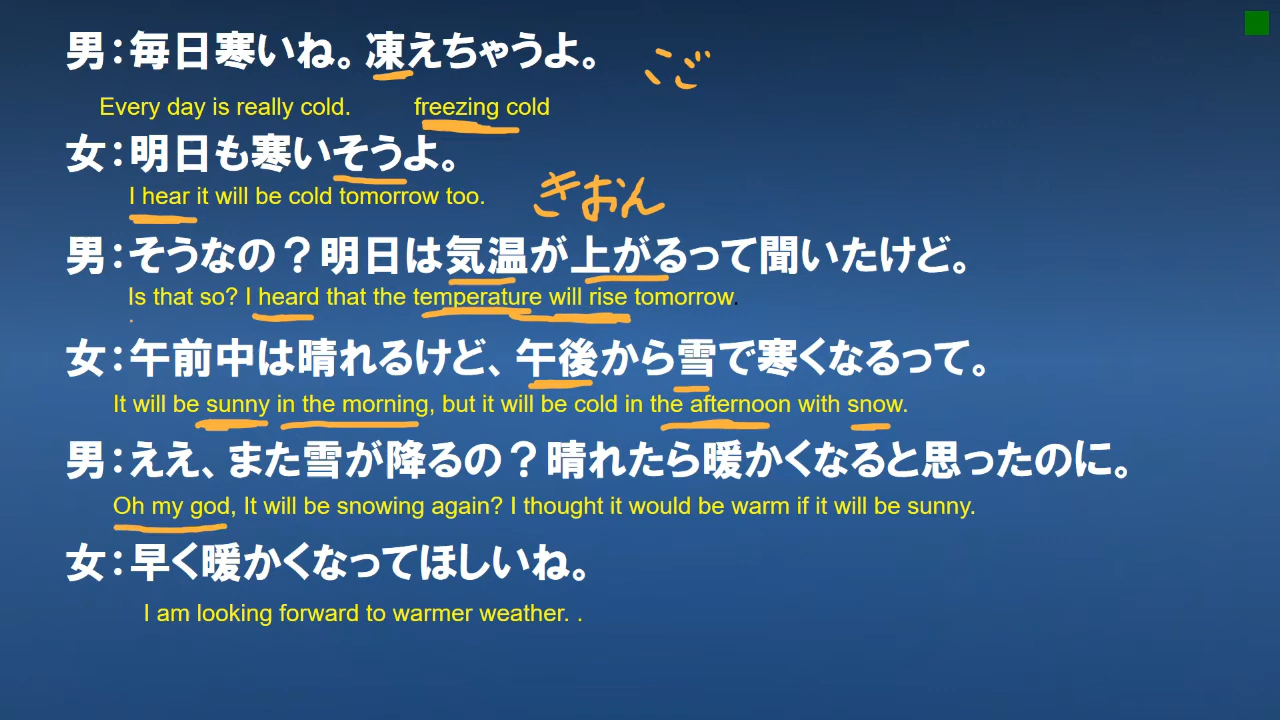 男：毎日寒いね。凍えちゃうよ。
こご
Every day is really cold. freezing cold
女：明日も寒いそうよ。
I hear it will be cold tomorrow too.
きおん
男：そうなの？明日は気温が上がるって聞いたけど。
Is that so? I heard that the temperature will rise tomorrow.
女：午前中は晴れるけど、午後から雪で寒くなるって。
It will be sunny in the morning, but it will be cold in the afternoon with snow.
男：ええ、また雪が降るの？晴れたら暖かくなると思ったのに。
Oh my god, It will be snowing again? I thought it would be warm if it will be sunny.
女：早く暖かくなってほしいね。
I am looking forward to warmer weather. .